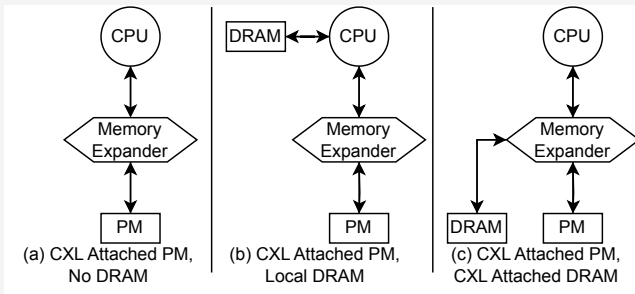 CPU
Memory
Expander
PM
(a) CXL Attached PM,
No DRAM
DRAM
CPU
Memory
Expander
PM
(b) CXL Attached PM,
Local DRAM
CPU
Memory
Expander
DRAM
PM
(c) CXL Attached PM,
CXL Attached DRAM